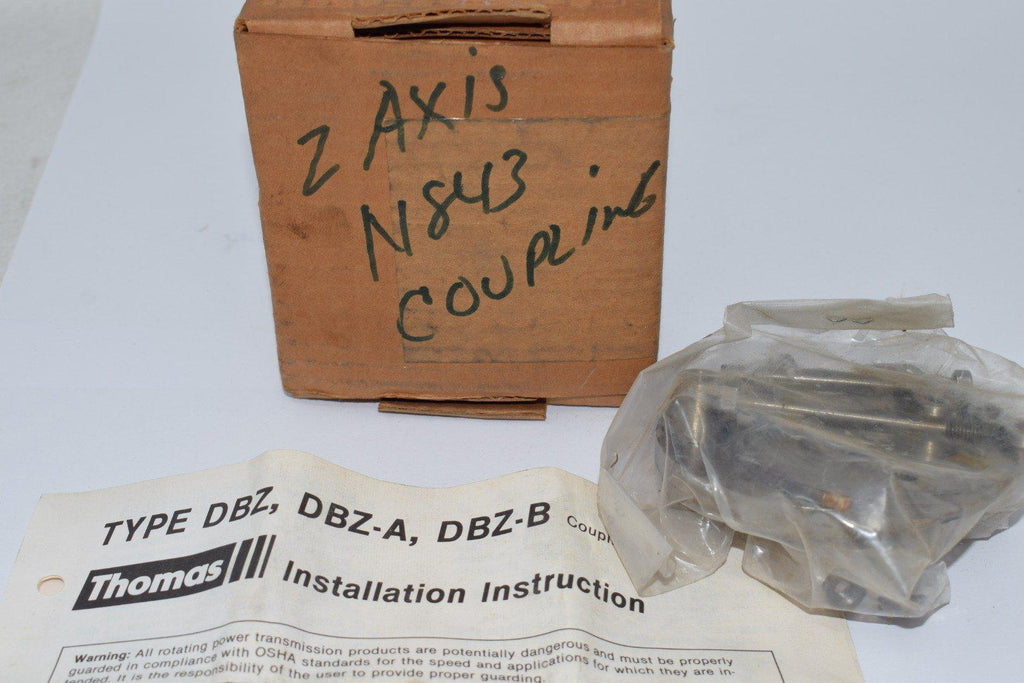 Z AXIS
N843
COUPLING
TYPE DBZ, DBZ-A, DBZ-B
Thomas
Installation Instruction
Warning: All rotating power transmission products are potentially dangerous and must be properly
guarded in compliance with OSHA standards for the speed and applications for which they are in-
tended. It is the responsibility of the user to provide proper guarding.